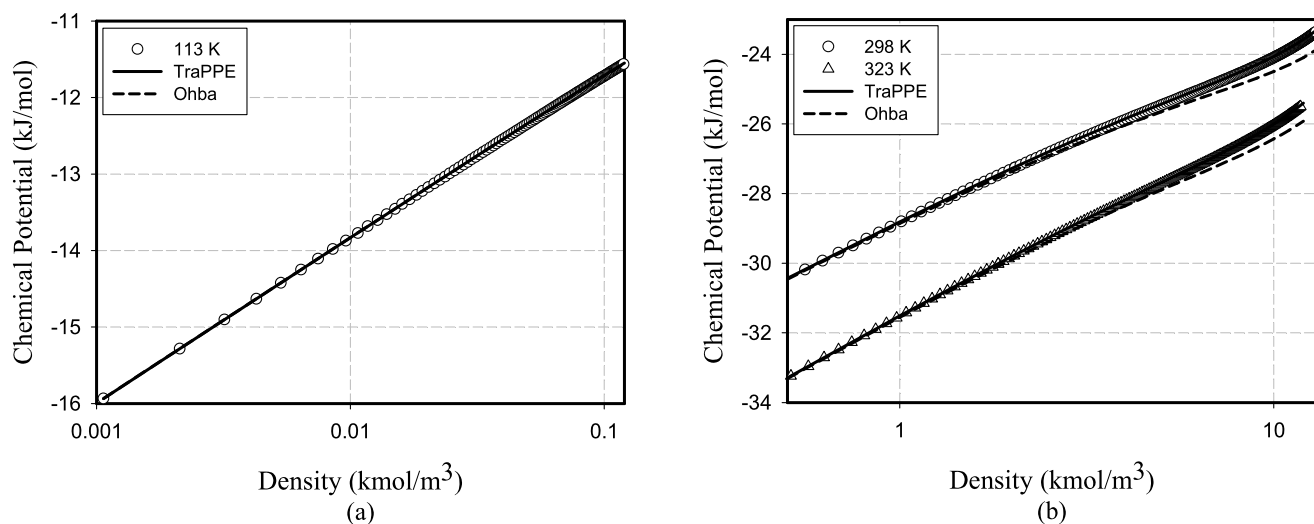 -11
-12
-13
-14
-15
-16
0.001
0.01
0.1
Chemical Potential (kJ/mol)
Density (kmol/m³)
(a)
113 K
TraPPE
Ohba
-24
-26
-28
-30
-32
-34
1
10
Chemical Potential (kJ/mol)
Density (kmol/m³)
(b)
298 K
323 K
TraPPE
Ohba